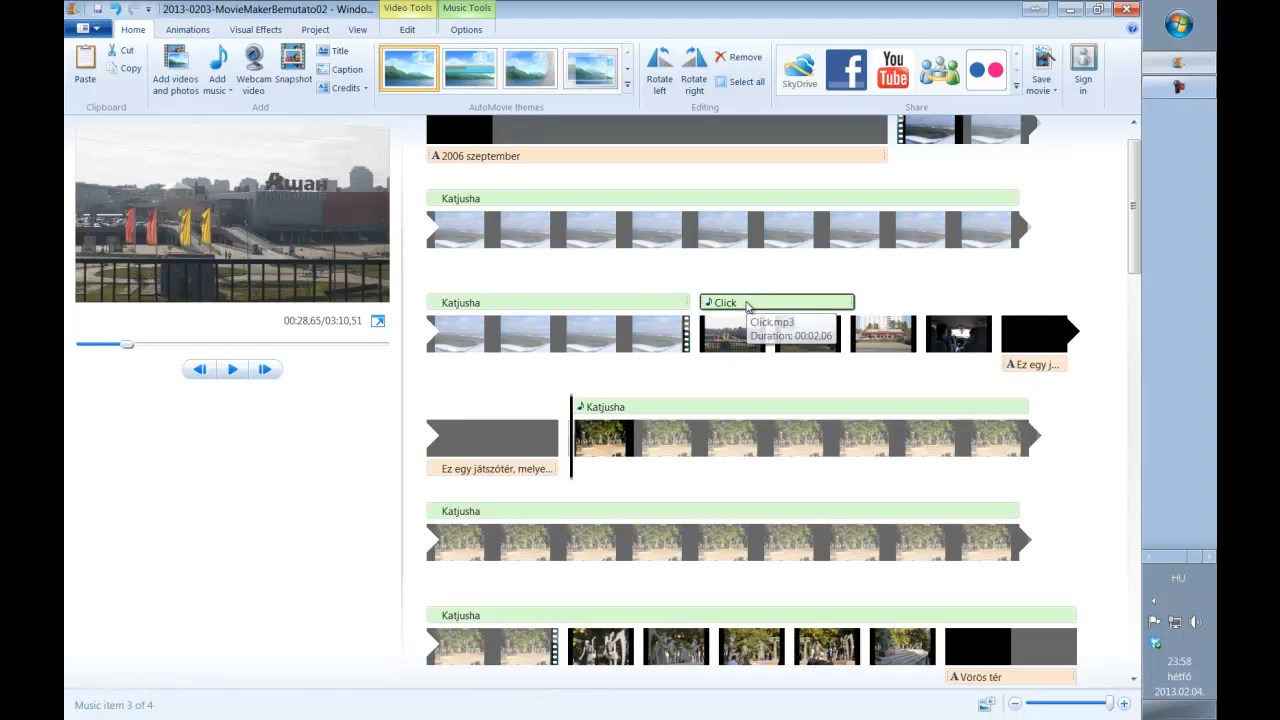 2013-0203-MovieMakerBemutato02 - Windo...
Video Tools
Music Tools
Home
Animations
Visual Effects
Project
View
Edit
Options
Paste
Cut
Copy
Clipboard
Add videos
and photos
Add
music
Webcam
video
Snapshot
Title
Caption
Credits
Add
AutoMovie themes
Rotate
left
Rotate
right
Remove
Select all
Editing
SkyDrive
You
Tube
Share
Save
movie
Sign
in
Ашан
00:28,65/03:10,51
A 2006 szeptember
Katjusha
Katjusha
Click
Click.mp3
Duration: 00:02,06
A Ez egy j...
Katjusha
Ez egy játszótér, melye...
Katjusha
Katjusha
A Vörös tér
Music item 3 of 4
HU
23:58
hétfő
2013.02.04.